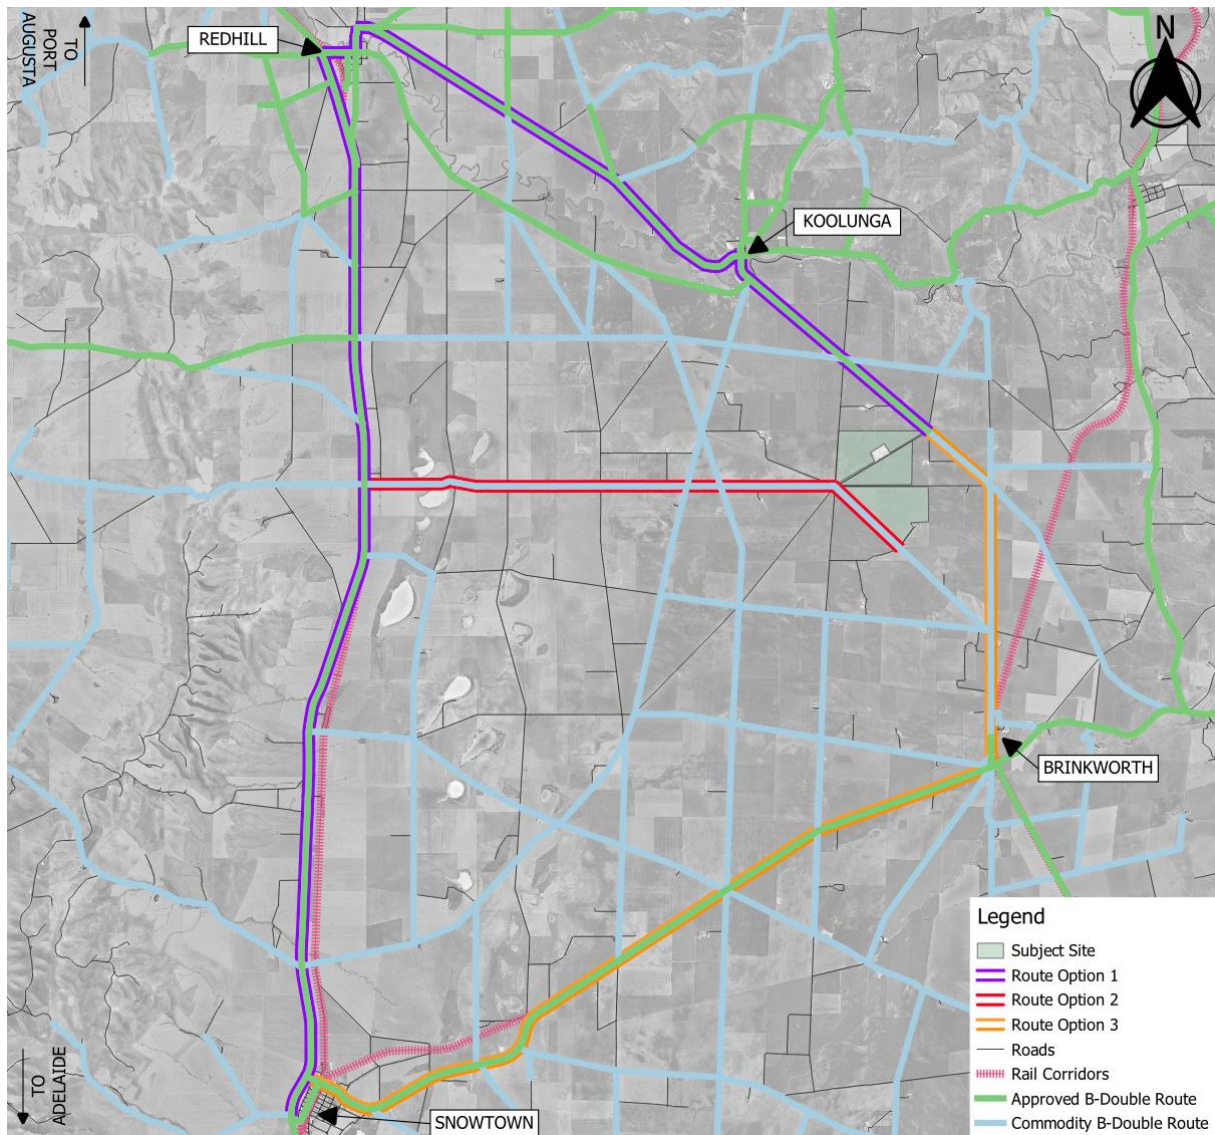 TO
PORT
AUGUSTA
REDHILL
N
KOOLUNGA
BRINKWORTH
TO
ADELAIDE
SNOWTOWN
Legend
Subject Site
Route Option 1
Route Option 2
Route Option 3
Roads
Rail Corridors
Approved B-Double Route
Commodity B-Double Route